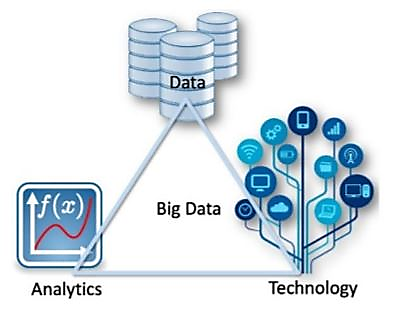 Data
f(x)
Big Data
Analytics
Technology